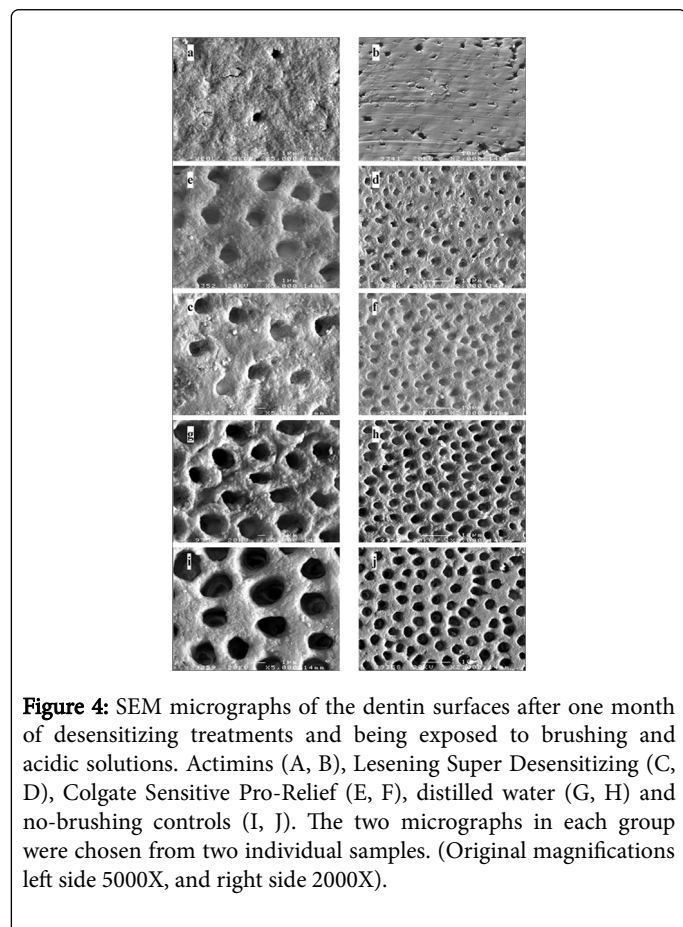 a
b
e
d
c
f
g
h
i
j
Figure 4: SEM micrographs of the dentin surfaces after one month
of desensitizing treatments and being exposed to brushing and
acidic solutions. Actimins (A, B), Lesening Super Desensitizing (C,
D), Colgate Sensitive Pro-Relief (E, F), distilled water (G, H) and
no-brushing controls (I, J). The two micrographs in each group
were chosen from two individual samples. (Original magnifications
left side 5000X, and right side 2000X).